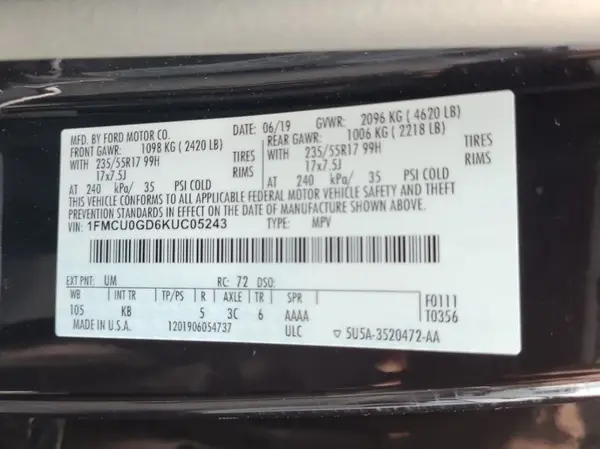 MFD. BY FORD MOTOR CO. DATE: 06/19 GVWR: 2096 KG ( 4620 LB)
FRONT GAWR: 1098 KG ( 2420 LB) REAR GAWR: 1006 KG ( 2218 LB)
WITH 235/55R17 99H TIRES WITH 235/55R17 99H TIRES
17x7.5J RIMS 17x7.5J RIMS
AT 240 kPa/ 35 PSI COLD AT 240 kPa/ 35 PSI COLD
THIS VEHICLE CONFORMS TO ALL APPLICABLE FEDERAL MOTOR VEHICLE SAFETY AND THEFT
PREVENTION STANDARDS IN EFFECT ON THE DATE OF MANUFACTURE SHOWN ABOVE.
VIN: 1FMCU0GD6KUC05243 TYPE: MPV
EXT PNT: UM RC: 72 DSO:
WB INT TR TP/PS R AXLE TR SPR F0111
105 KB 5 3C 6 AAAA T0356
MADE IN U.S.A. 1201906054737 ULC ▽ 5U5A-3520472-AA